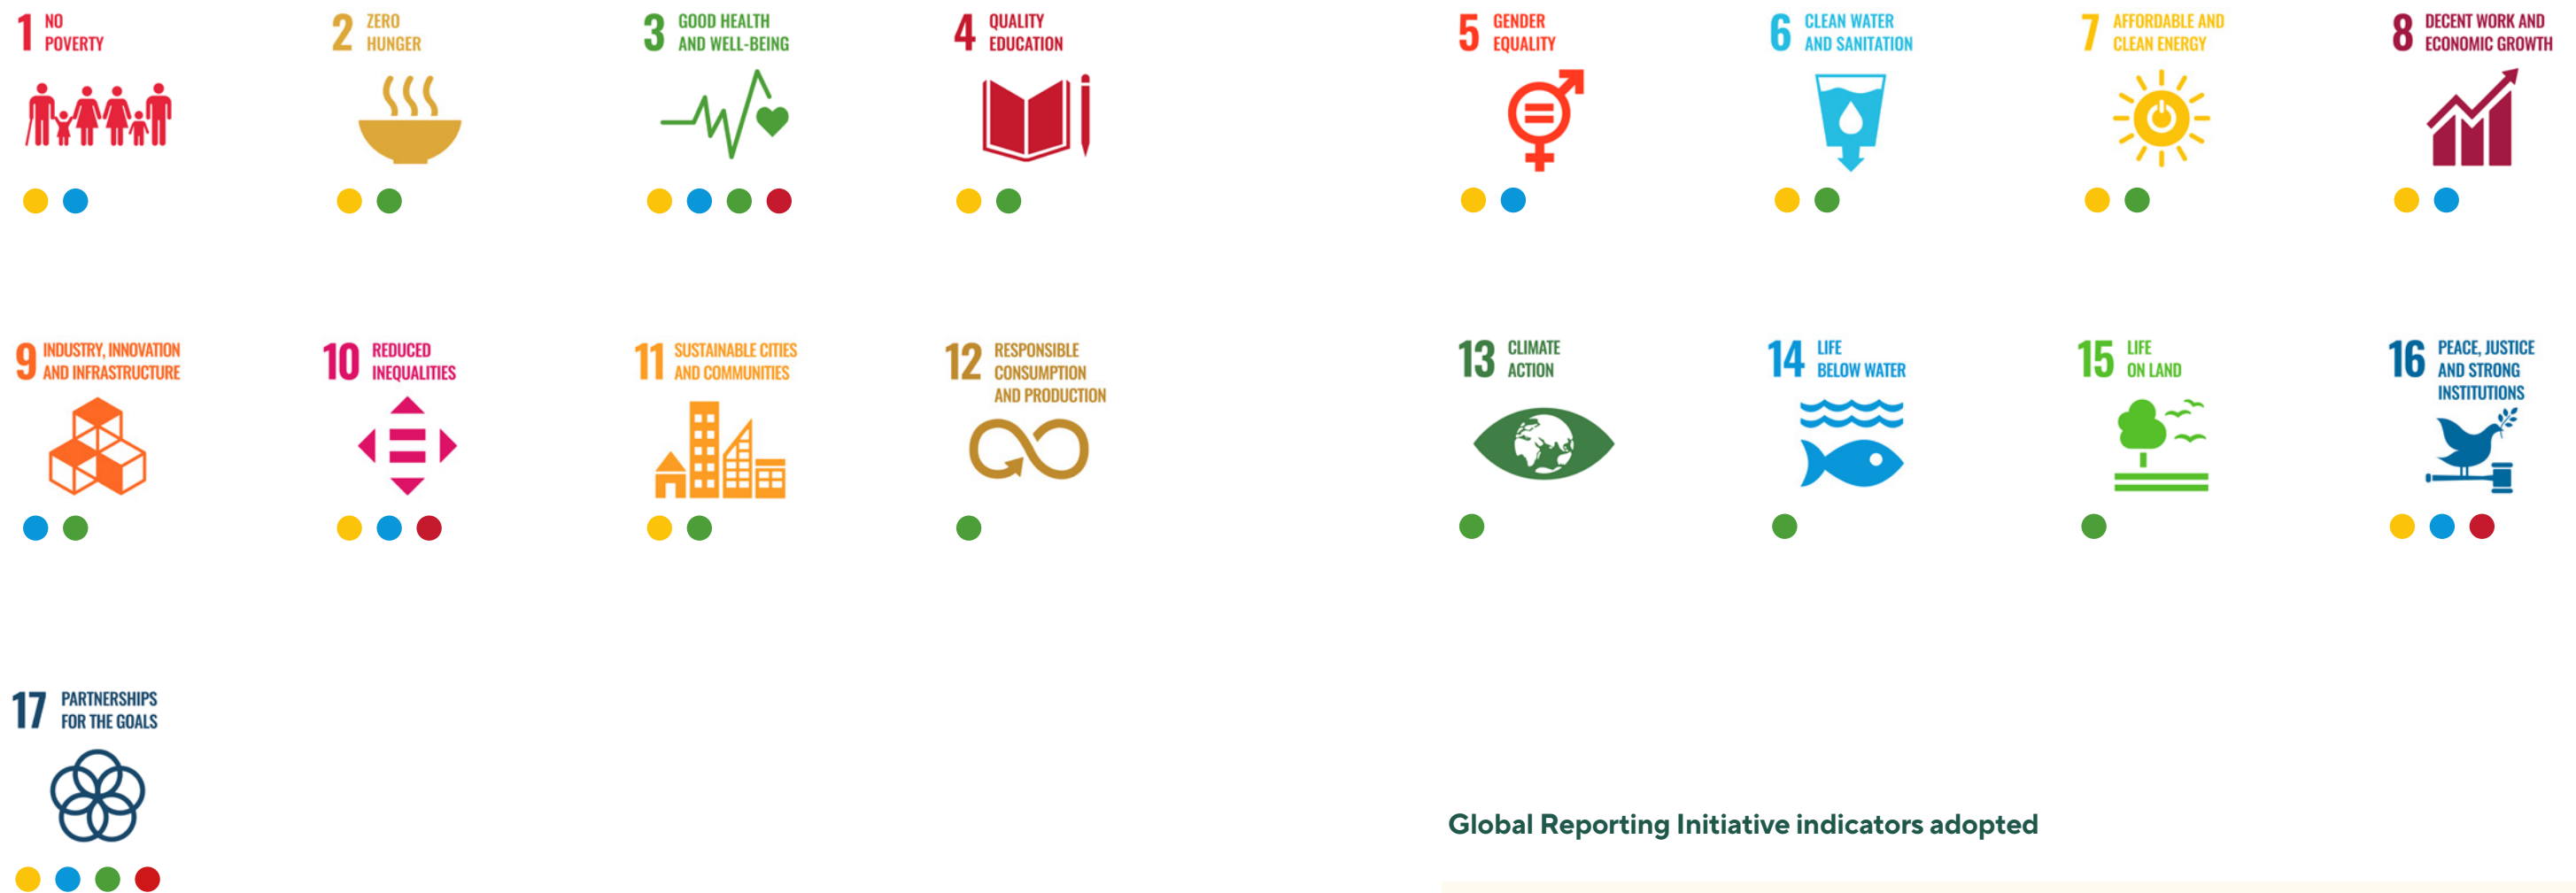 1 NO
POVERTY
2 ZERO
HUNGER
3 GOOD HEALTH
AND WELL-BEING
4 QUALITY
EDUCATION
5 GENDER
EQUALITY
6 CLEAN WATER
AND SANITATION
7 AFFORDABLE AND
CLEAN ENERGY
8 DECENT WORK AND
ECONOMIC GROWTH
9 INDUSTRY, INNOVATION
AND INFRASTRUCTURE
10 REDUCED
INEQUALITIES
11 SUSTAINABLE CITIES
AND COMMUNITIES
12 RESPONSIBLE
CONSUMPTION
AND PRODUCTION
13 CLIMATE
ACTION
14 LIFE
BELOW WATER
15 LIFE
ON LAND
16 PEACE, JUSTICE
AND STRONG
INSTITUTIONS
17 PARTNERSHIPS
FOR THE GOALS
Global Reporting Initiative indicators adopted